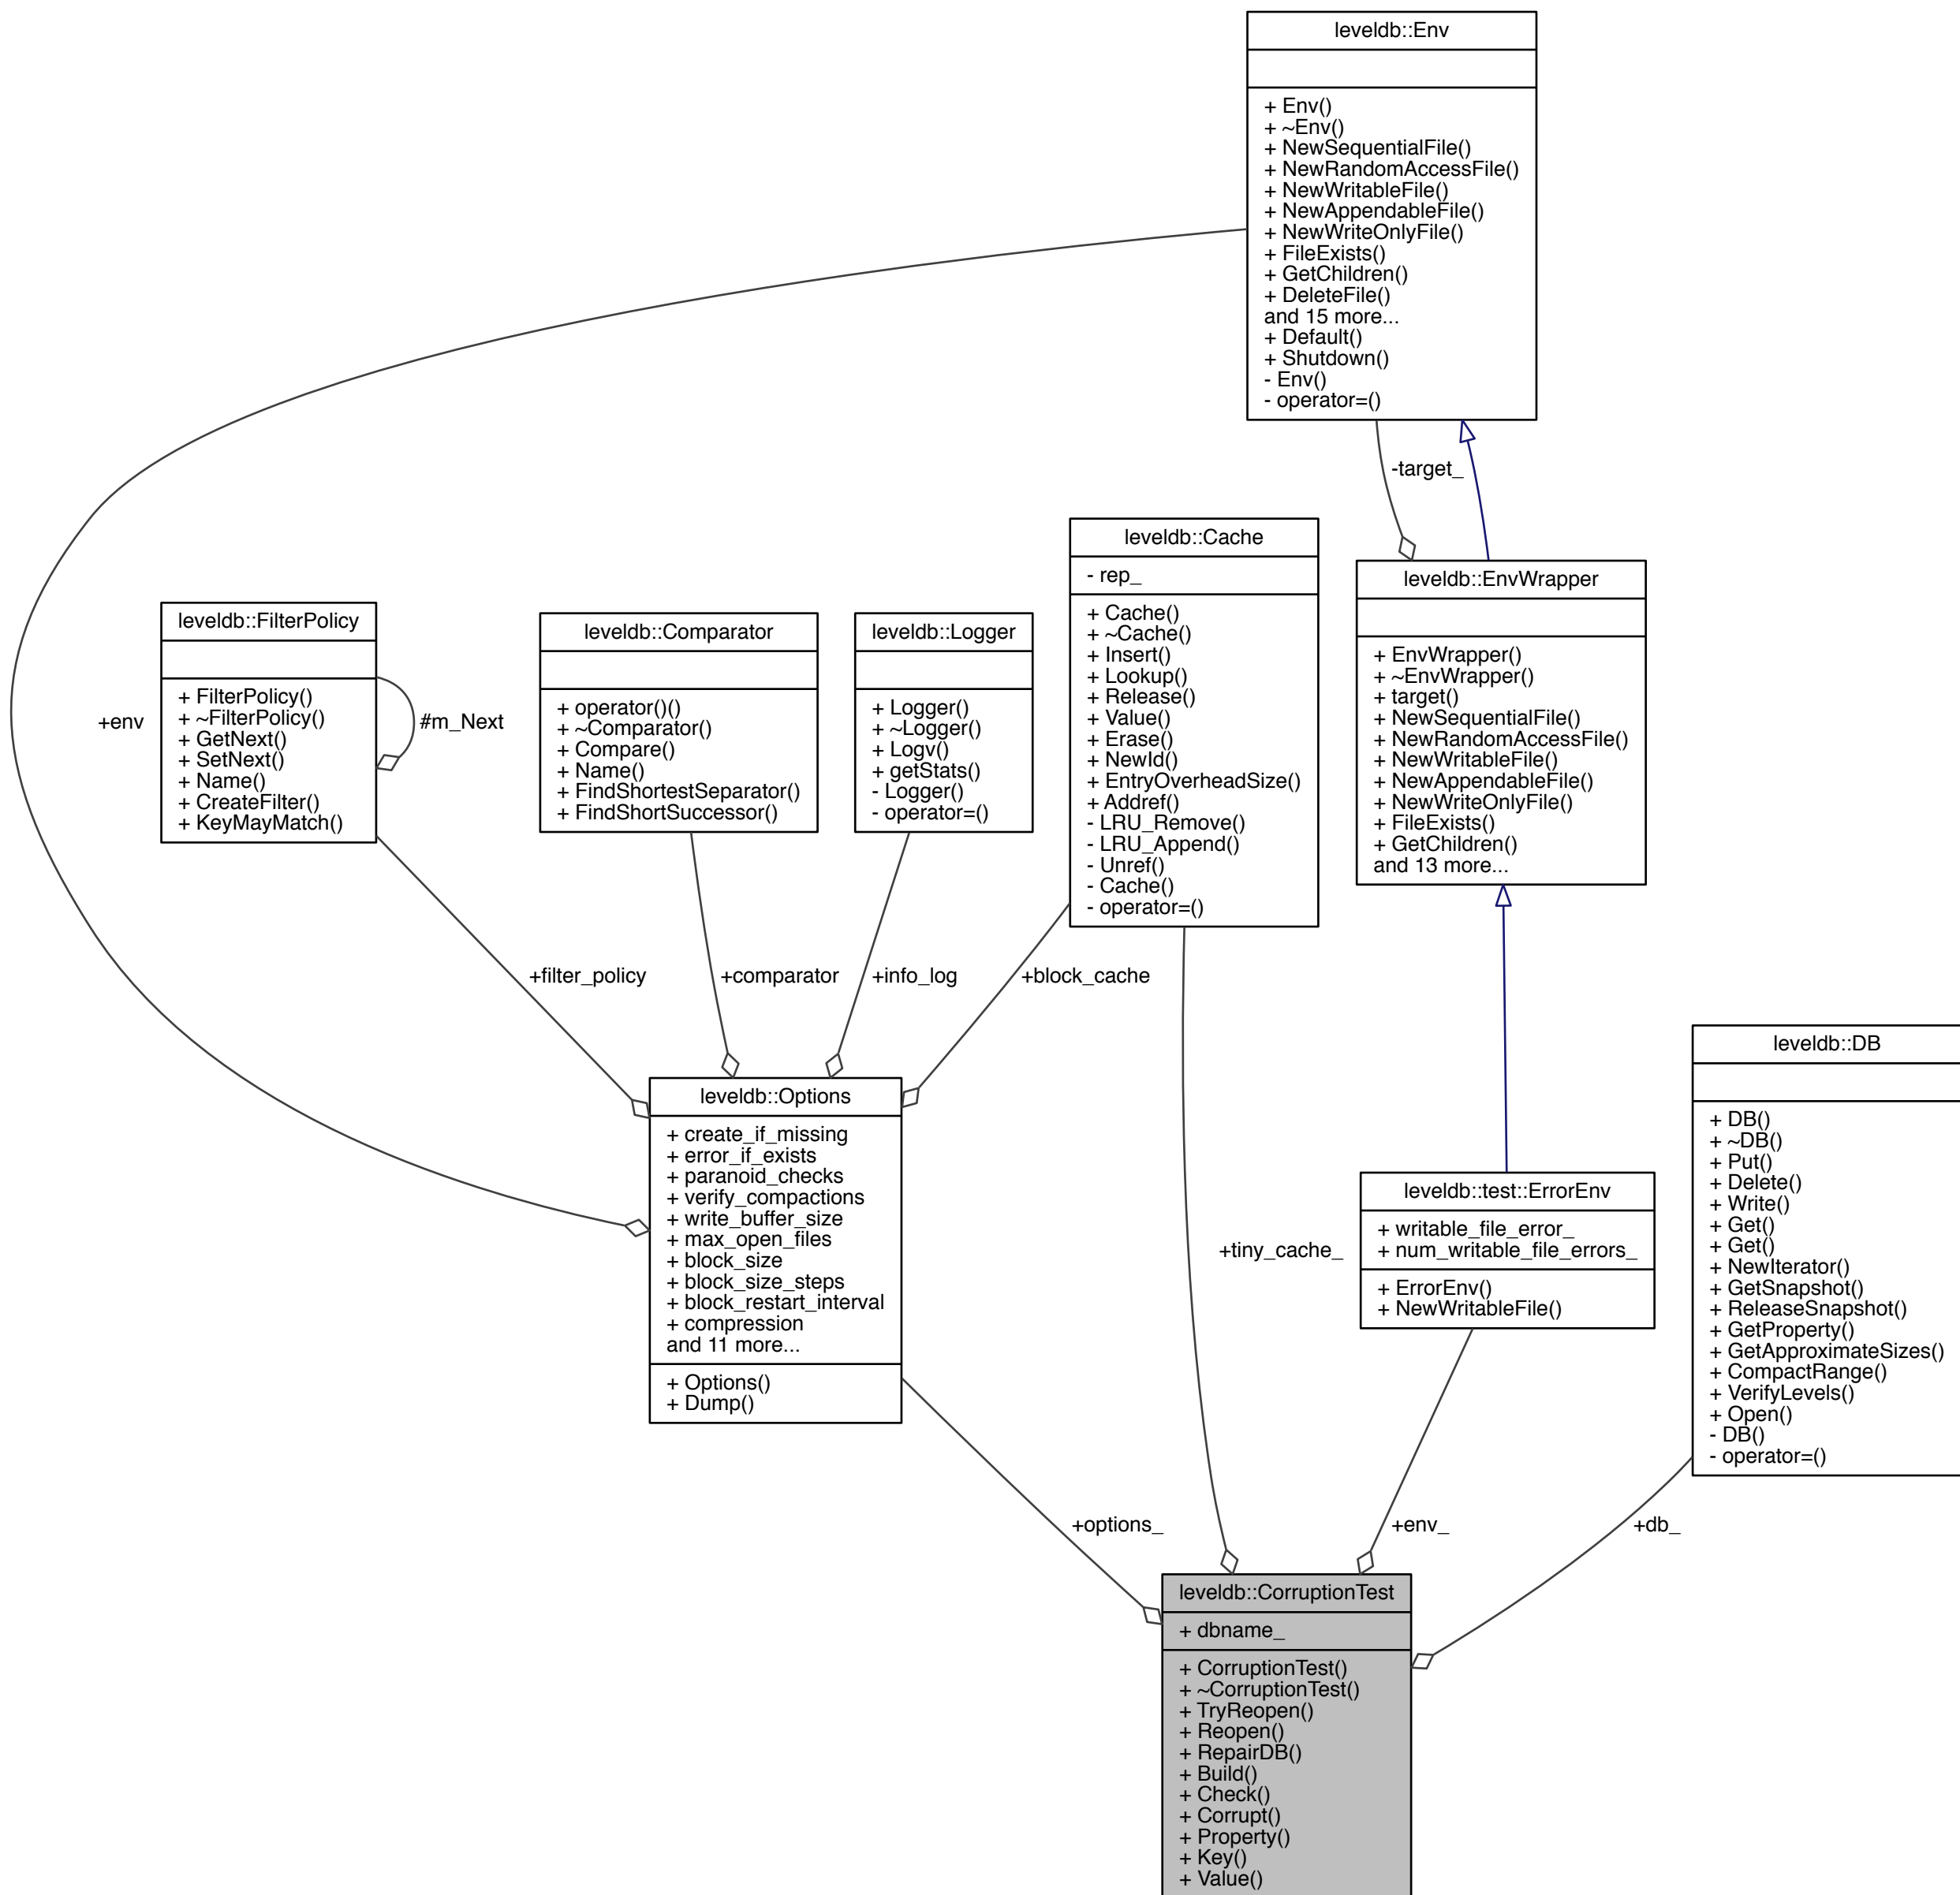 leveldb::Env
+ Env()
+ ~Env()
+ NewSequentialFile()
+ NewRandomAccessFile()
+ NewWritableFile()
+ NewAppendableFile()
+ NewWriteOnlyFile()
+ FileExists()
+ GetChildren()
+ DeleteFile()
and 15 more...
+ Default()
+ Shutdown()
- Env()
- operator=()
-target_
leveldb::Cache
- rep_
+ Cache()
+ ~Cache()
+ Insert()
+ Lookup()
+ Release()
+ Value()
+ Erase()
+ NewId()
+ EntryOverheadSize()
+ Addref()
- LRU_Remove()
- LRU_Append()
- Unref()
- Cache()
- operator=()
leveldb::EnvWrapper
+ EnvWrapper()
+ ~EnvWrapper()
+ target()
+ NewSequentialFile()
+ NewRandomAccessFile()
+ NewWritableFile()
+ NewAppendableFile()
+ NewWriteOnlyFile()
+ FileExists()
+ GetChildren()
and 13 more...
+env
leveldb::FilterPolicy
+ FilterPolicy()
+ ~FilterPolicy()
+ GetNext()
+ SetNext()
+ Name()
+ CreateFilter()
+ KeyMayMatch()
#m_Next
leveldb::Comparator
+ operator()()
+ ~Comparator()
+ Compare()
+ Name()
+ FindShortestSeparator()
+ FindShortSuccessor()
leveldb::Logger
+ Logger()
+ ~Logger()
+ Logv()
+ getStats()
- Logger()
- operator=()
+filter_policy
+comparator
+info_log
+block_cache
leveldb::Options
+ create_if_missing
+ error_if_exists
+ paranoid_checks
+ verify_compactions
+ write_buffer_size
+ max_open_files
+ block_size
+ block_size_steps
+ block_restart_interval
+ compression
and 11 more...
+ Options()
+ Dump()
+tiny_cache_
leveldb::test::ErrorEnv
+ writable_file_error_
+ num_writable_file_errors_
+ ErrorEnv()
+ NewWritableFile()
leveldb::DB
+ DB()
+ ~DB()
+ Put()
+ Delete()
+ Write()
+ Get()
+ Get()
+ NewIterator()
+ GetSnapshot()
+ ReleaseSnapshot()
+ GetProperty()
+ GetApproximateSizes()
+ CompactRange()
+ VerifyLevels()
+ Open()
- DB()
- operator=()
+options_
+env_
+db_
leveldb::CorruptionTest
+ dbname_
+ CorruptionTest()
+ ~CorruptionTest()
+ TryReopen()
+ Reopen()
+ RepairDB()
+ Build()
+ Check()
+ Corrupt()
+ Property()
+ Key()
+ Value()